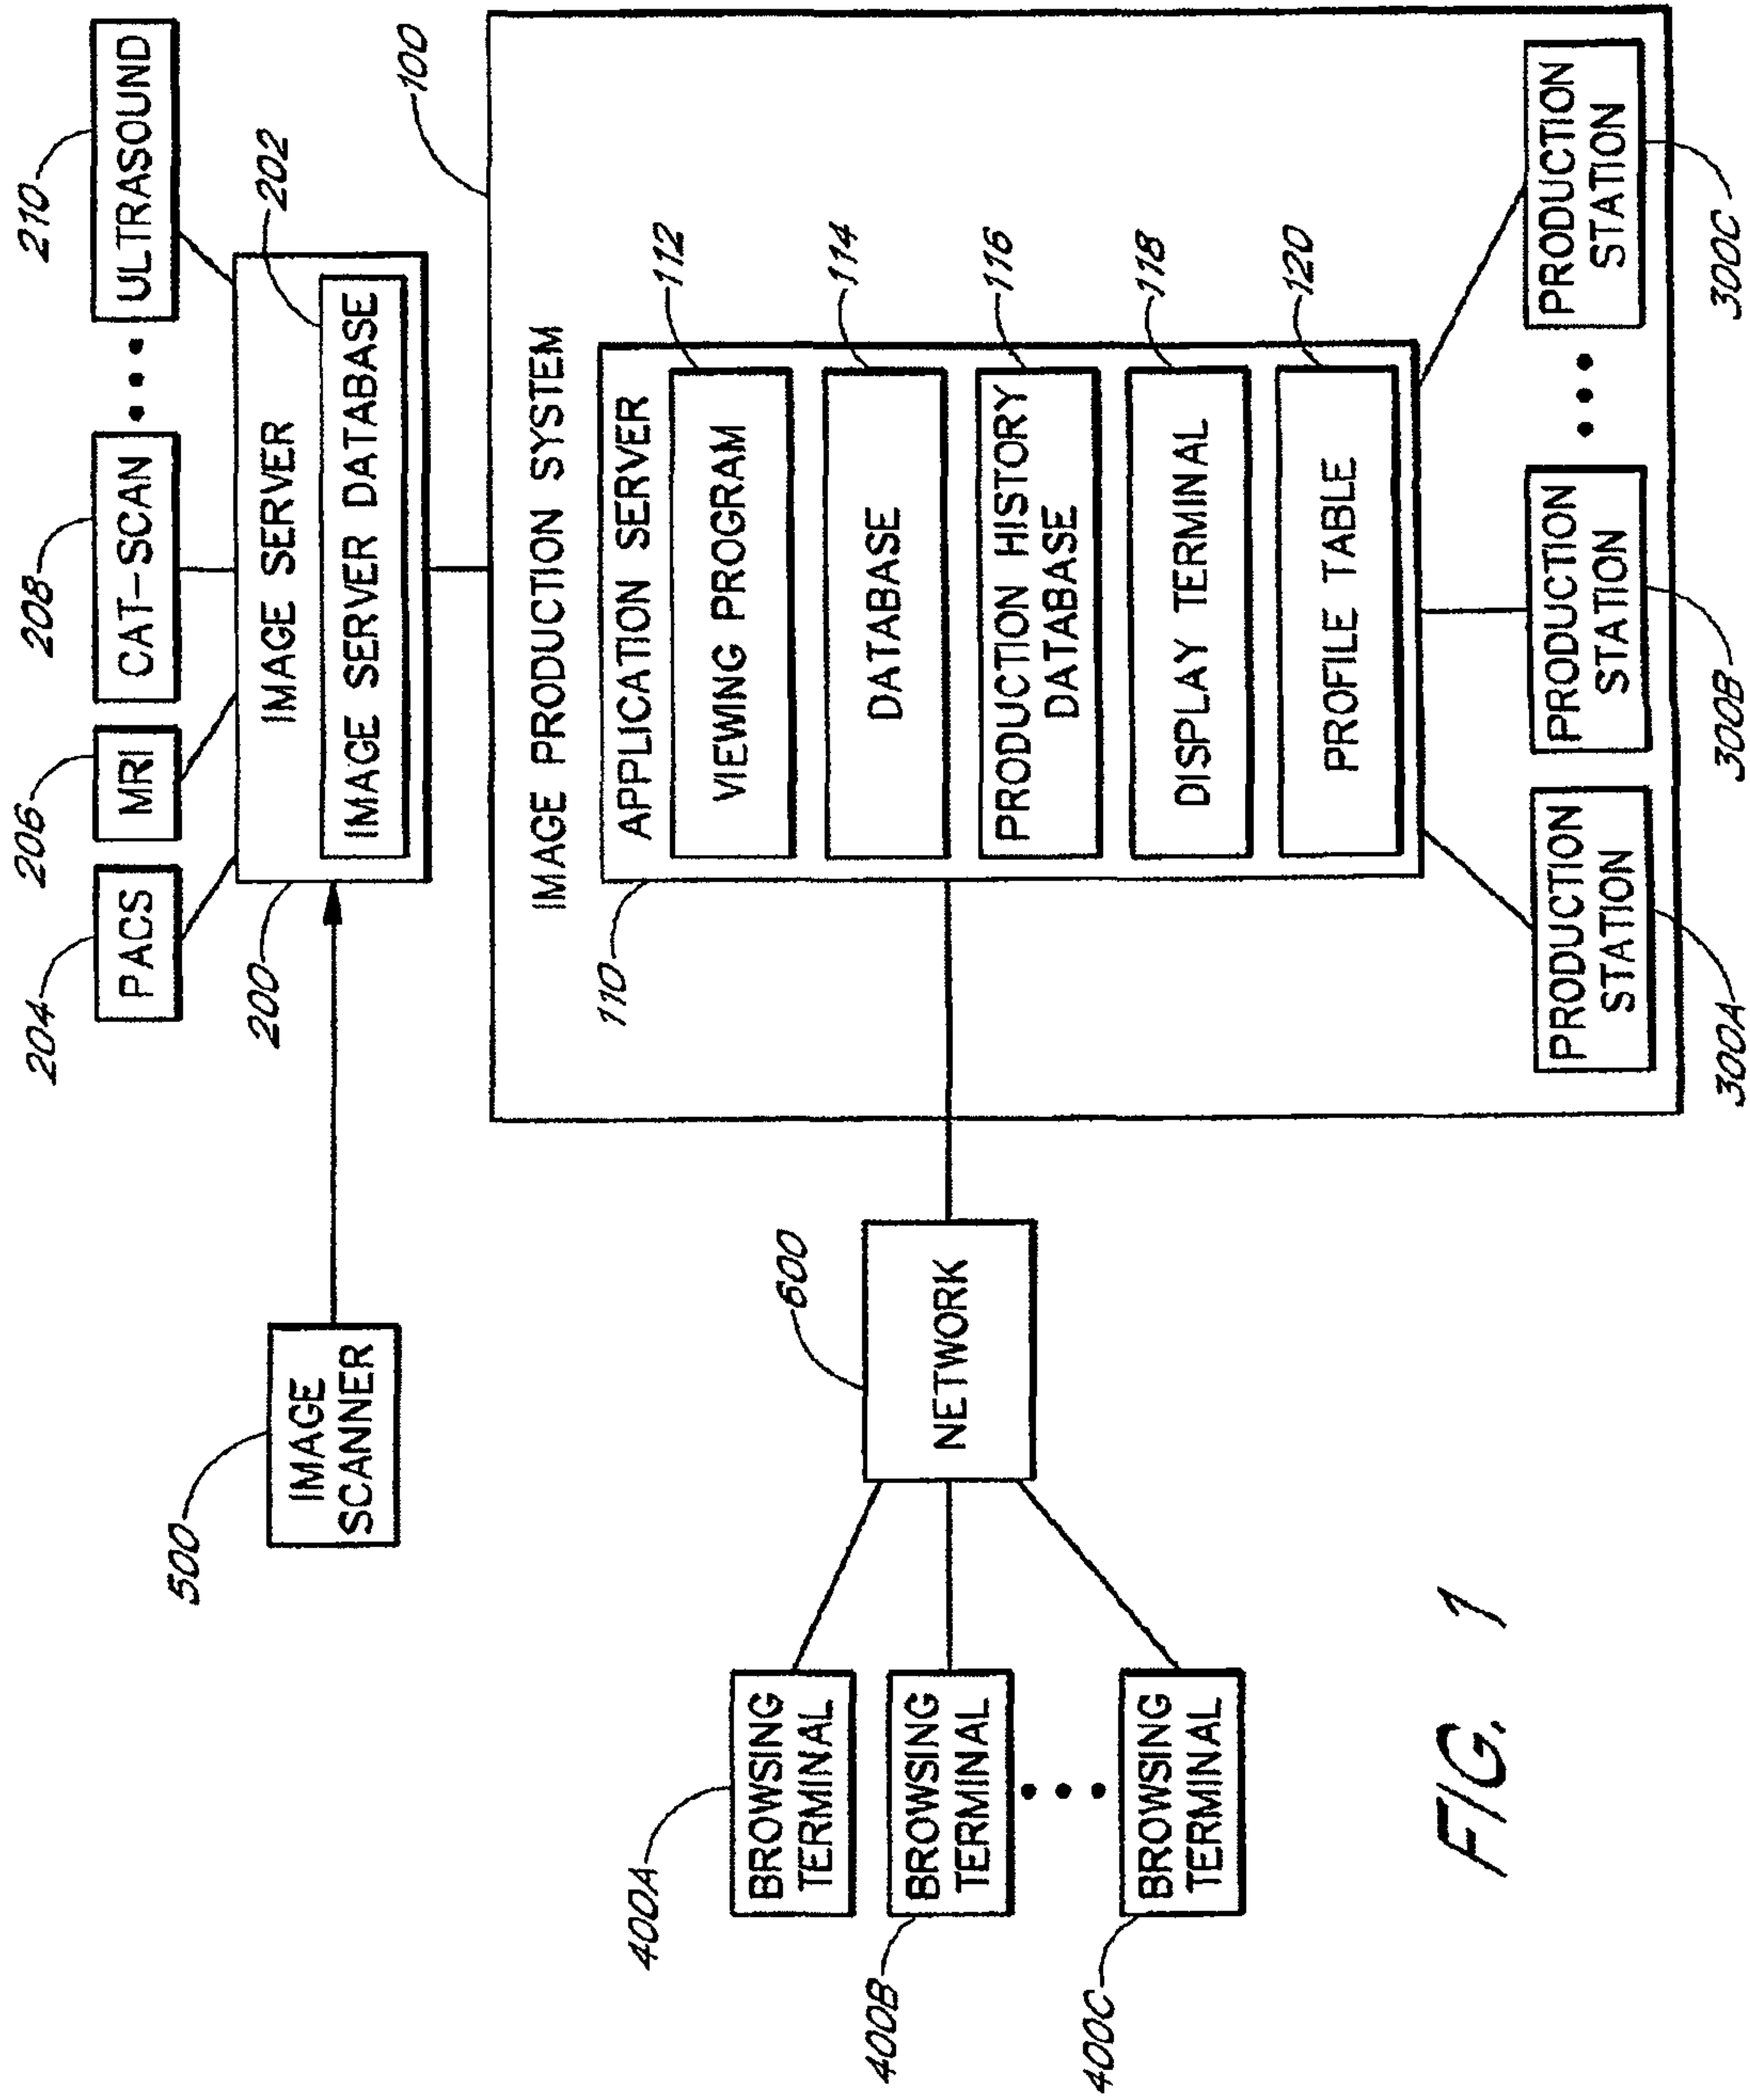 204
PACS
206
MRI
208
CAT-SCAN
210
ULTRASOUND
500
IMAGE
SCANNER
200
IMAGE SERVER
202
IMAGE SERVER DATABASE
100
IMAGE PRODUCTION SYSTEM
110
APPLICATION SERVER
112
VIEWING PROGRAM
114
DATABASE
116
PRODUCTION HISTORY
DATABASE
118
DISPLAY TERMINAL
120
PROFILE TABLE
600
NETWORK
400A
BROWSING
TERMINAL
400B
BROWSING
TERMINAL
400C
BROWSING
TERMINAL
PRODUCTION
STATION
300A
PRODUCTION
STATION
300B
PRODUCTION
STATION
300C
FIG. 1